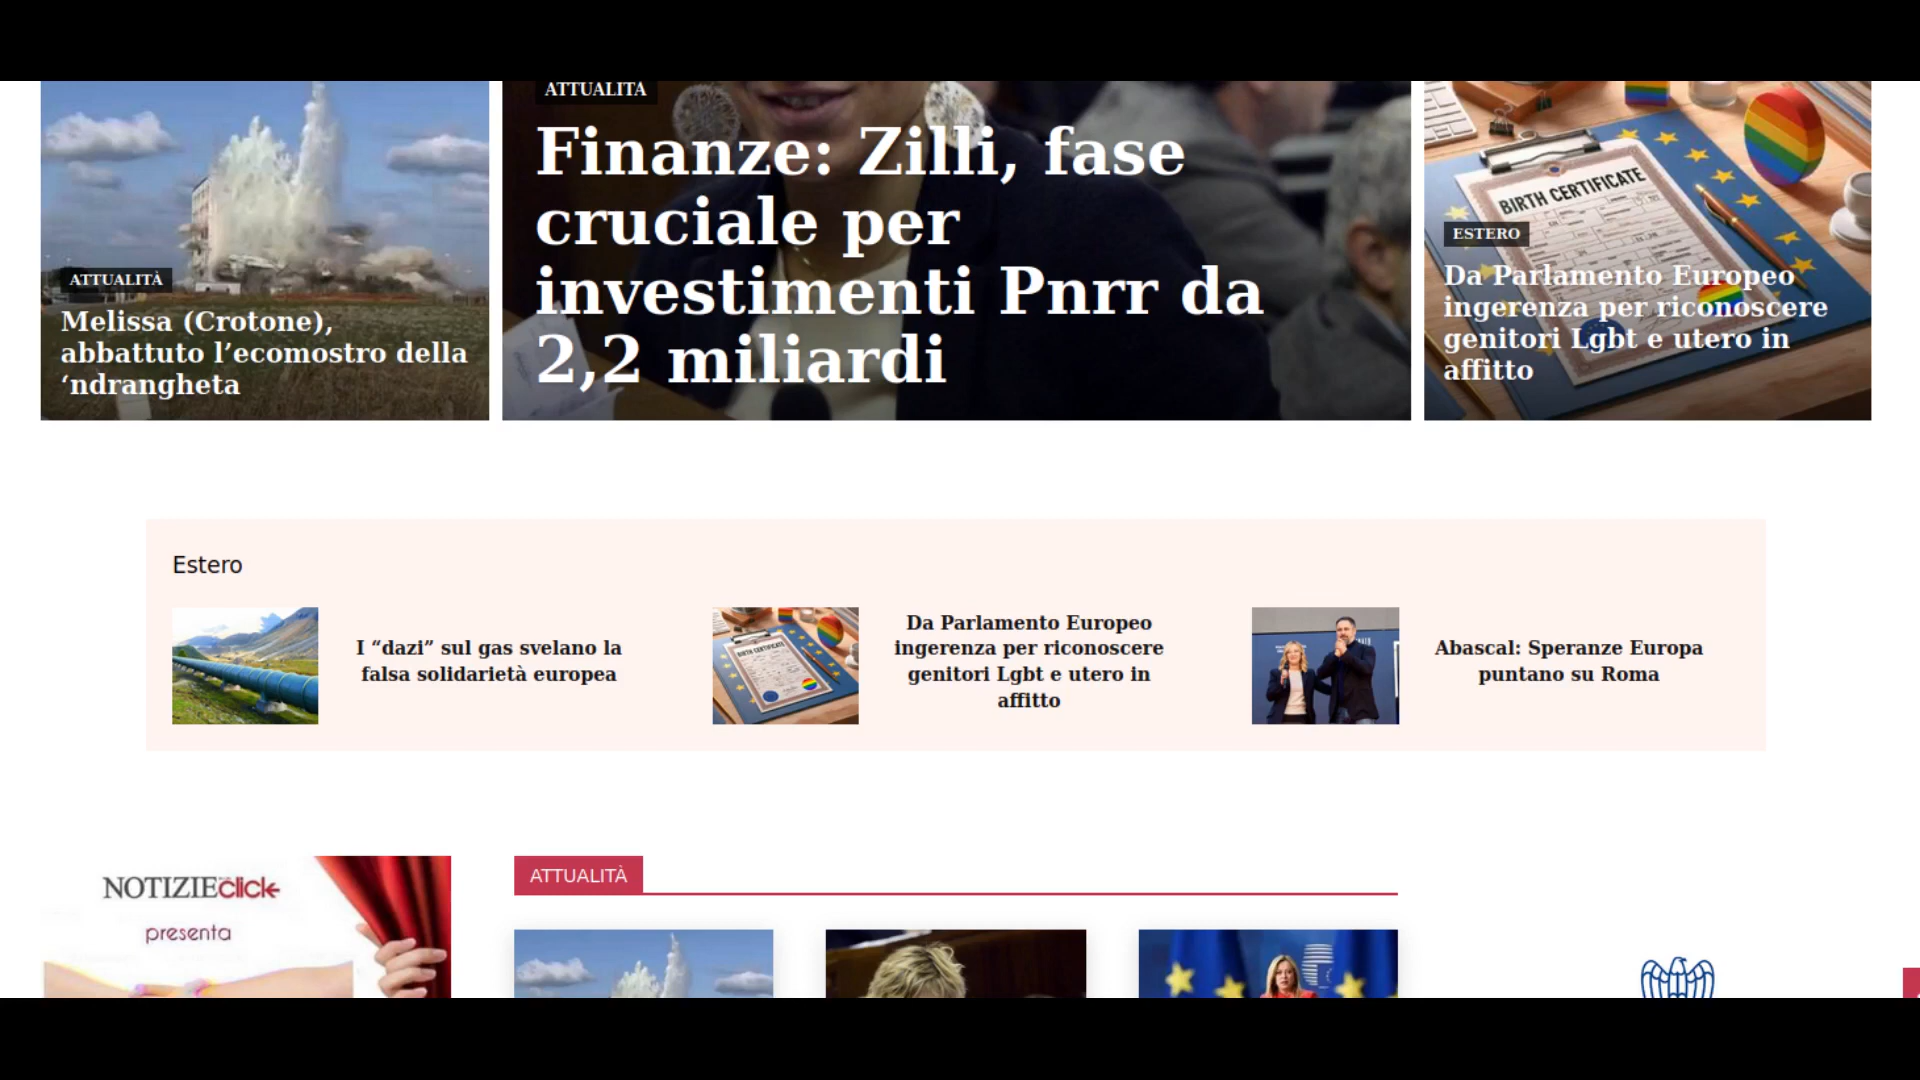 ATTUALITÀ
Melissa (Crotone),
abbattuto l’ecomostro della
‘ndrangheta
ATTUALITÀ
Finanze: Zilli, fase
cruciale per
investimenti Pnrr da
2,2 miliardi
BIRTH CERTIFICATE
ESTERO
Da Parlamento Europeo
ingerenza per riconoscere
genitori Lgbt e utero in
affitto
Estero
I “dazi” sul gas svelano la
falsa solidarietà europea
BIRTH CERTIFICATE
Da Parlamento Europeo
ingerenza per riconoscere
genitori Lgbt e utero in
affitto
Abascal: Speranze Europa
puntano su Roma
NOTIZIEclick
presenta
ATTUALITÀ